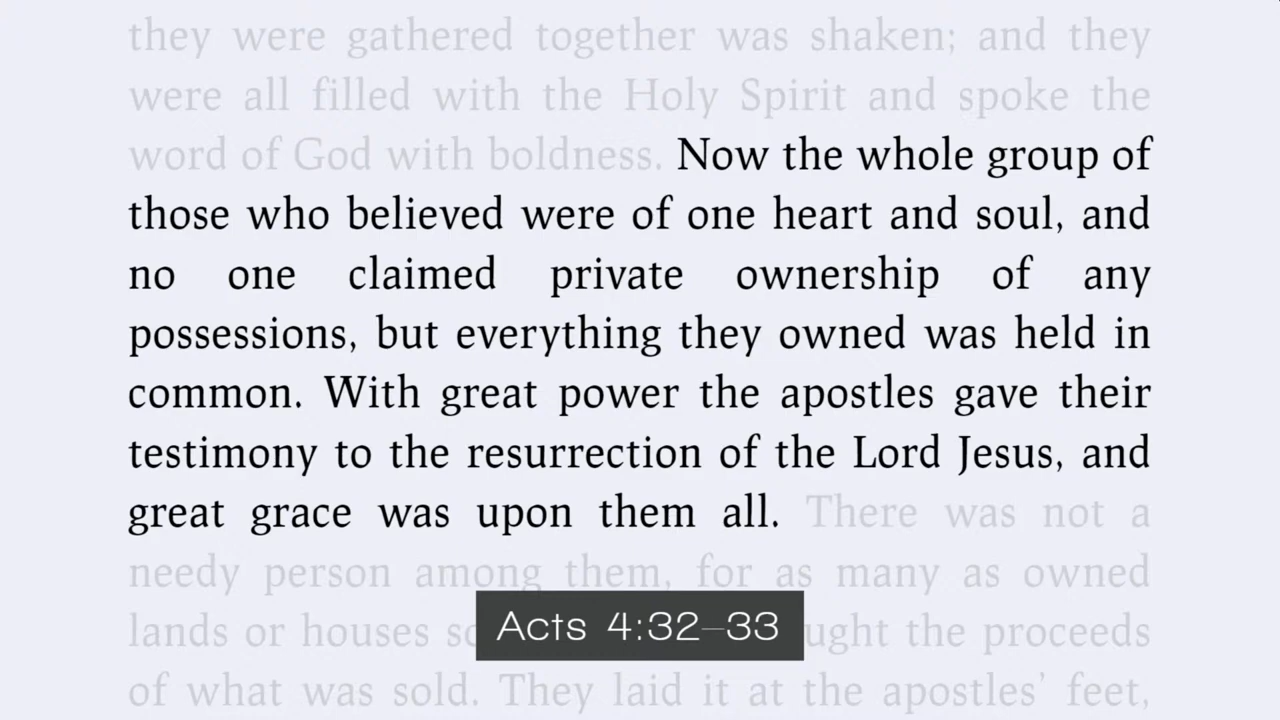 they were gathered together was shaken; and they
were all filled with the Holy Spirit and spoke the
word of God with boldness. Now the whole group of
those who believed were of one heart and soul, and
no one claimed private ownership of any
possessions, but everything they owned was held in
common. With great power the apostles gave their
testimony to the resurrection of the Lord Jesus, and
great grace was upon them all. There was not a
needy person among them, for as many as owned
lands or houses ught the proceeds
Acts 4:32–33
of what was sold. They laid it at the apostles’ feet,